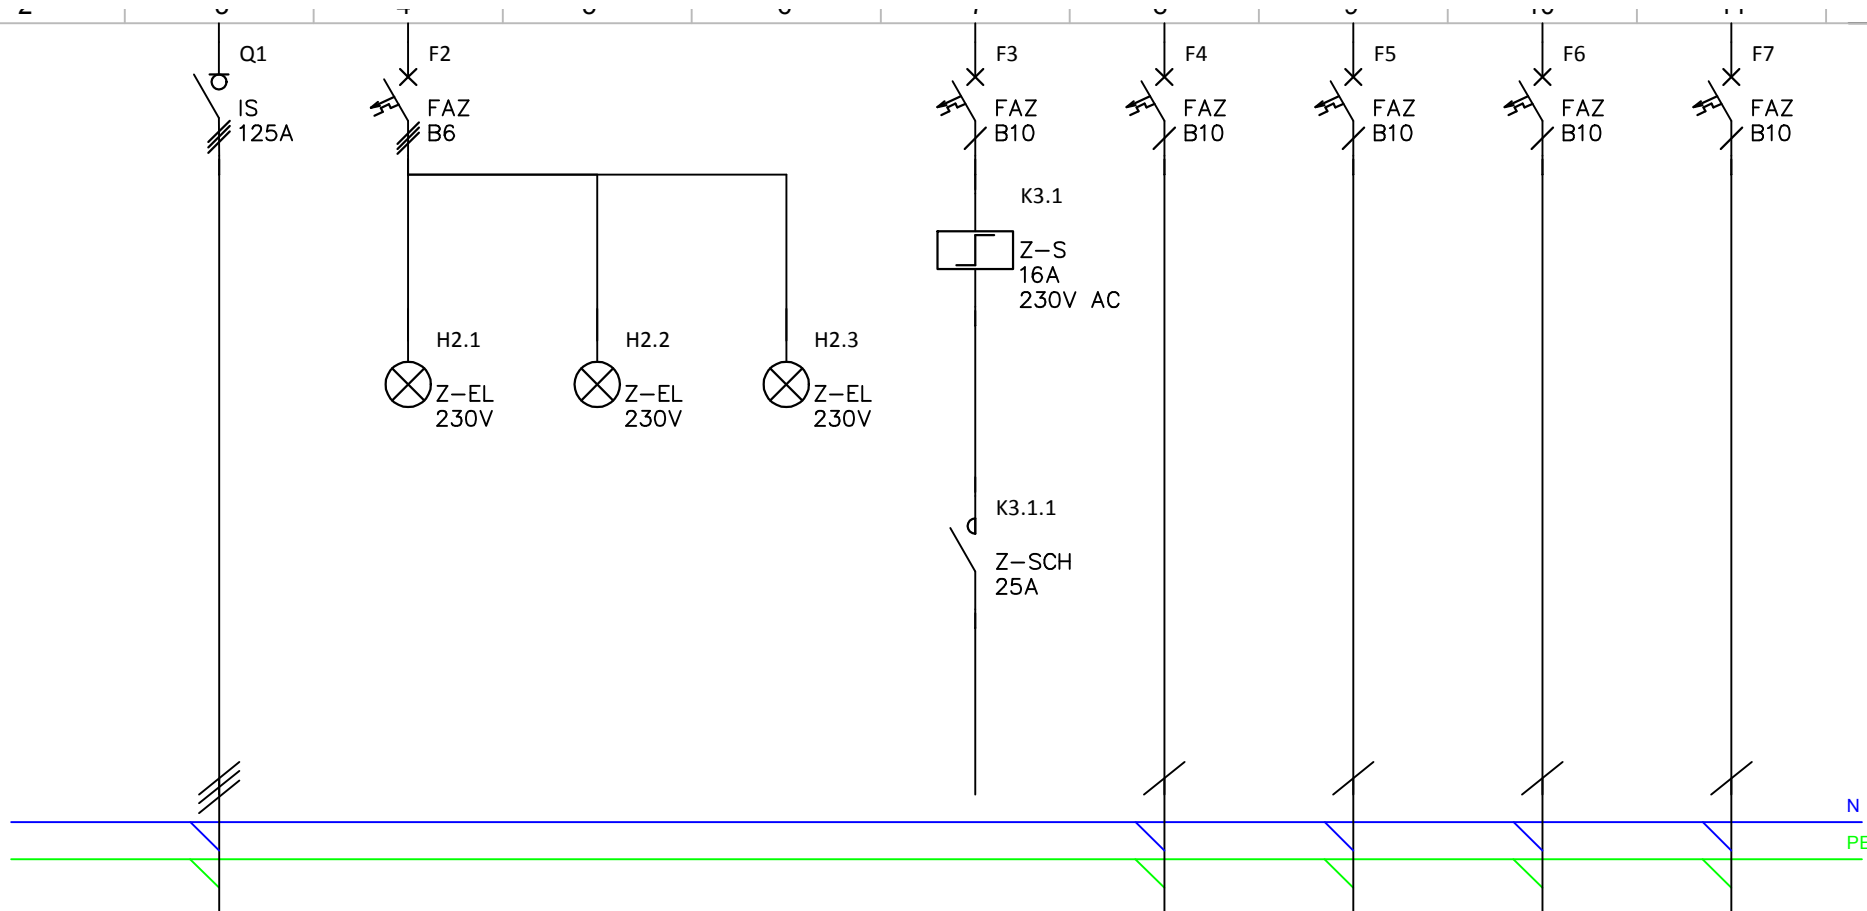 Q1
IS
125A
F2
FAZ
B6
F3
FAZ
B10
F4
FAZ
B10
F5
FAZ
B10
F6
FAZ
B10
F7
FAZ
B10
K3.1
Z-S
16A
230V AC
H2.1
Z-EL
230V
H2.2
Z-EL
230V
H2.3
Z-EL
230V
K3.1.1
Z-SCH
25A
N
PE